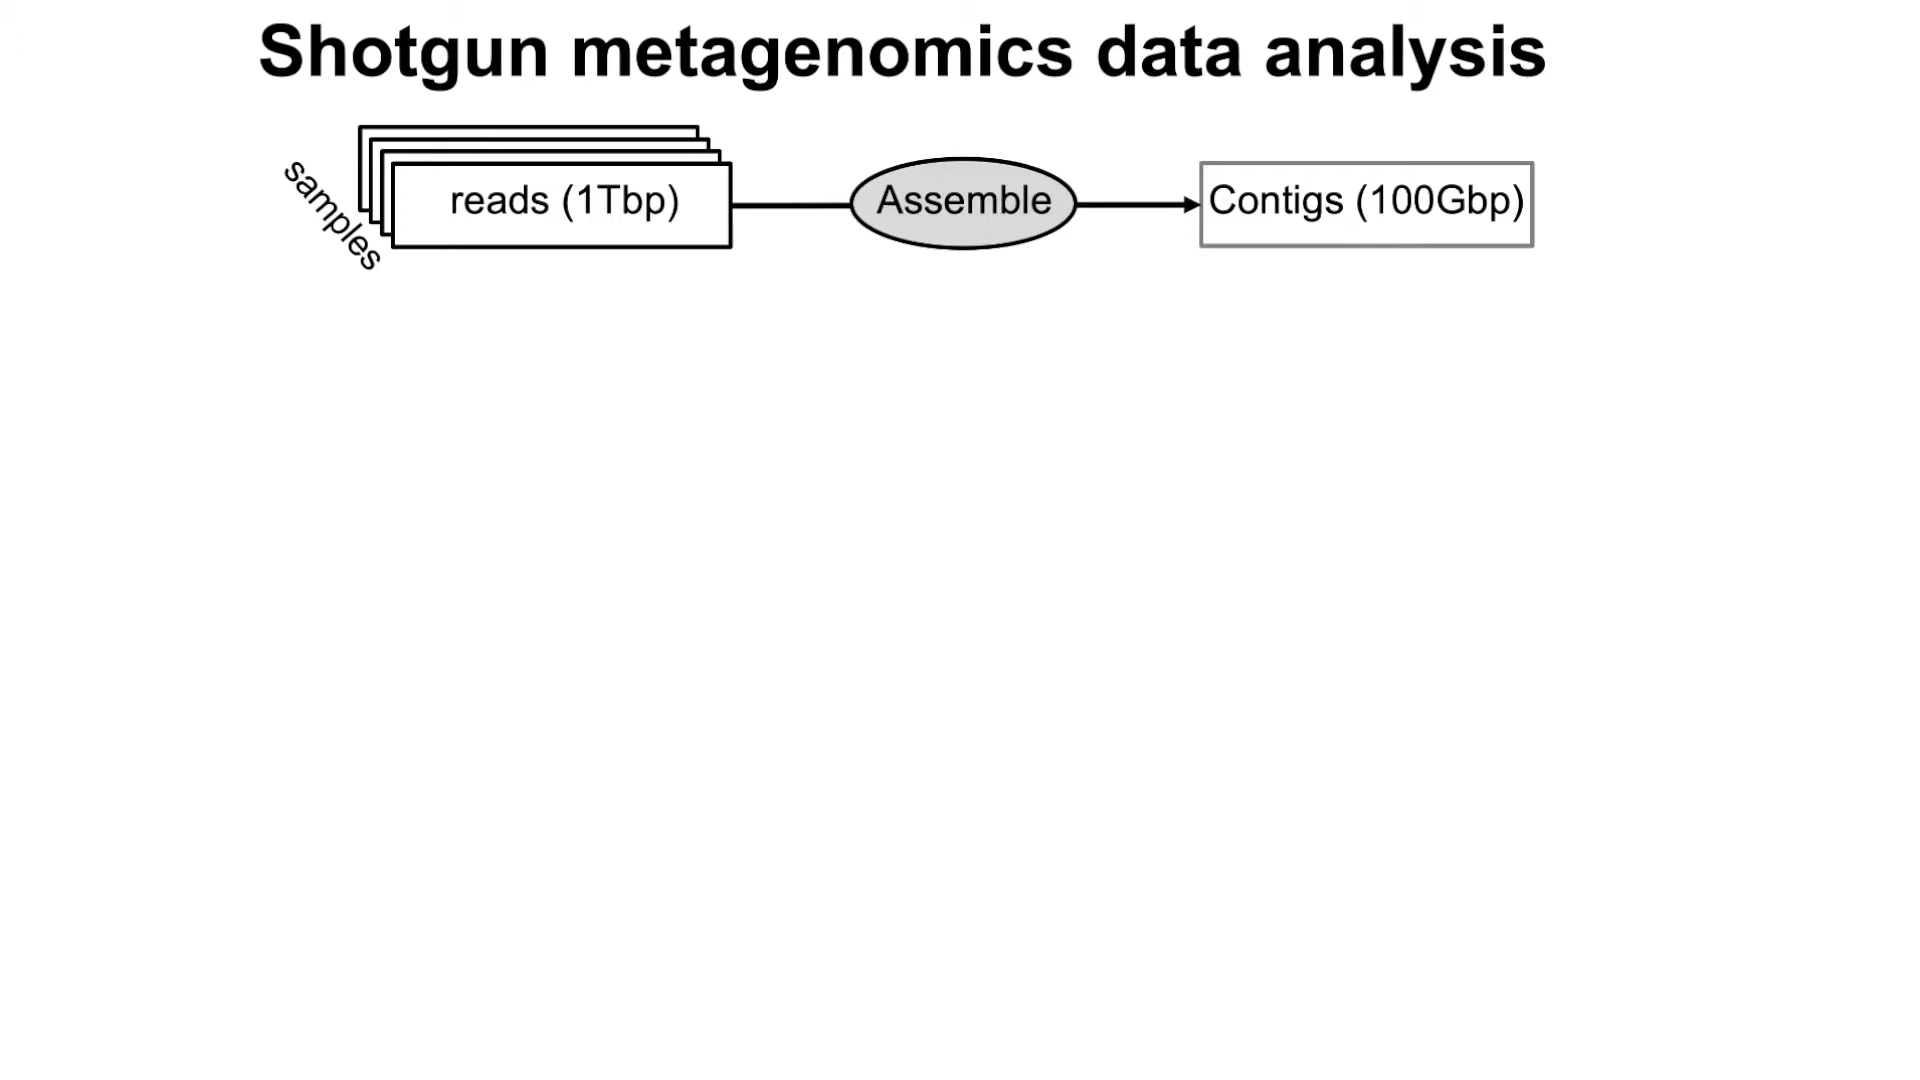 Shotgun metagenomics data analysis
samples
reads (1Tbp)
Assemble
Contigs (100Gbp)